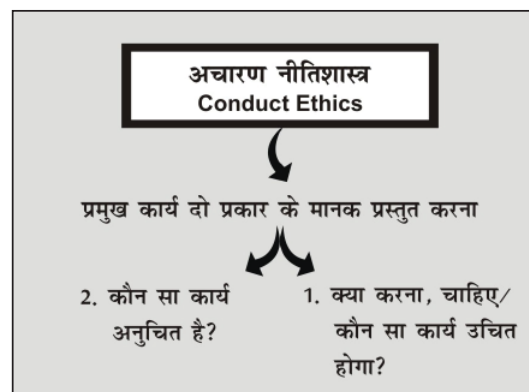 अचारण नीतिशास्त्र
Conduct Ethics
प्रमुख कार्य दो प्रकार के मानक प्रस्तुत करना
2. कौन सा कार्य
अनुचित है?
1. क्या करना, चाहिए/
कौन सा कार्य उचित
होगा?